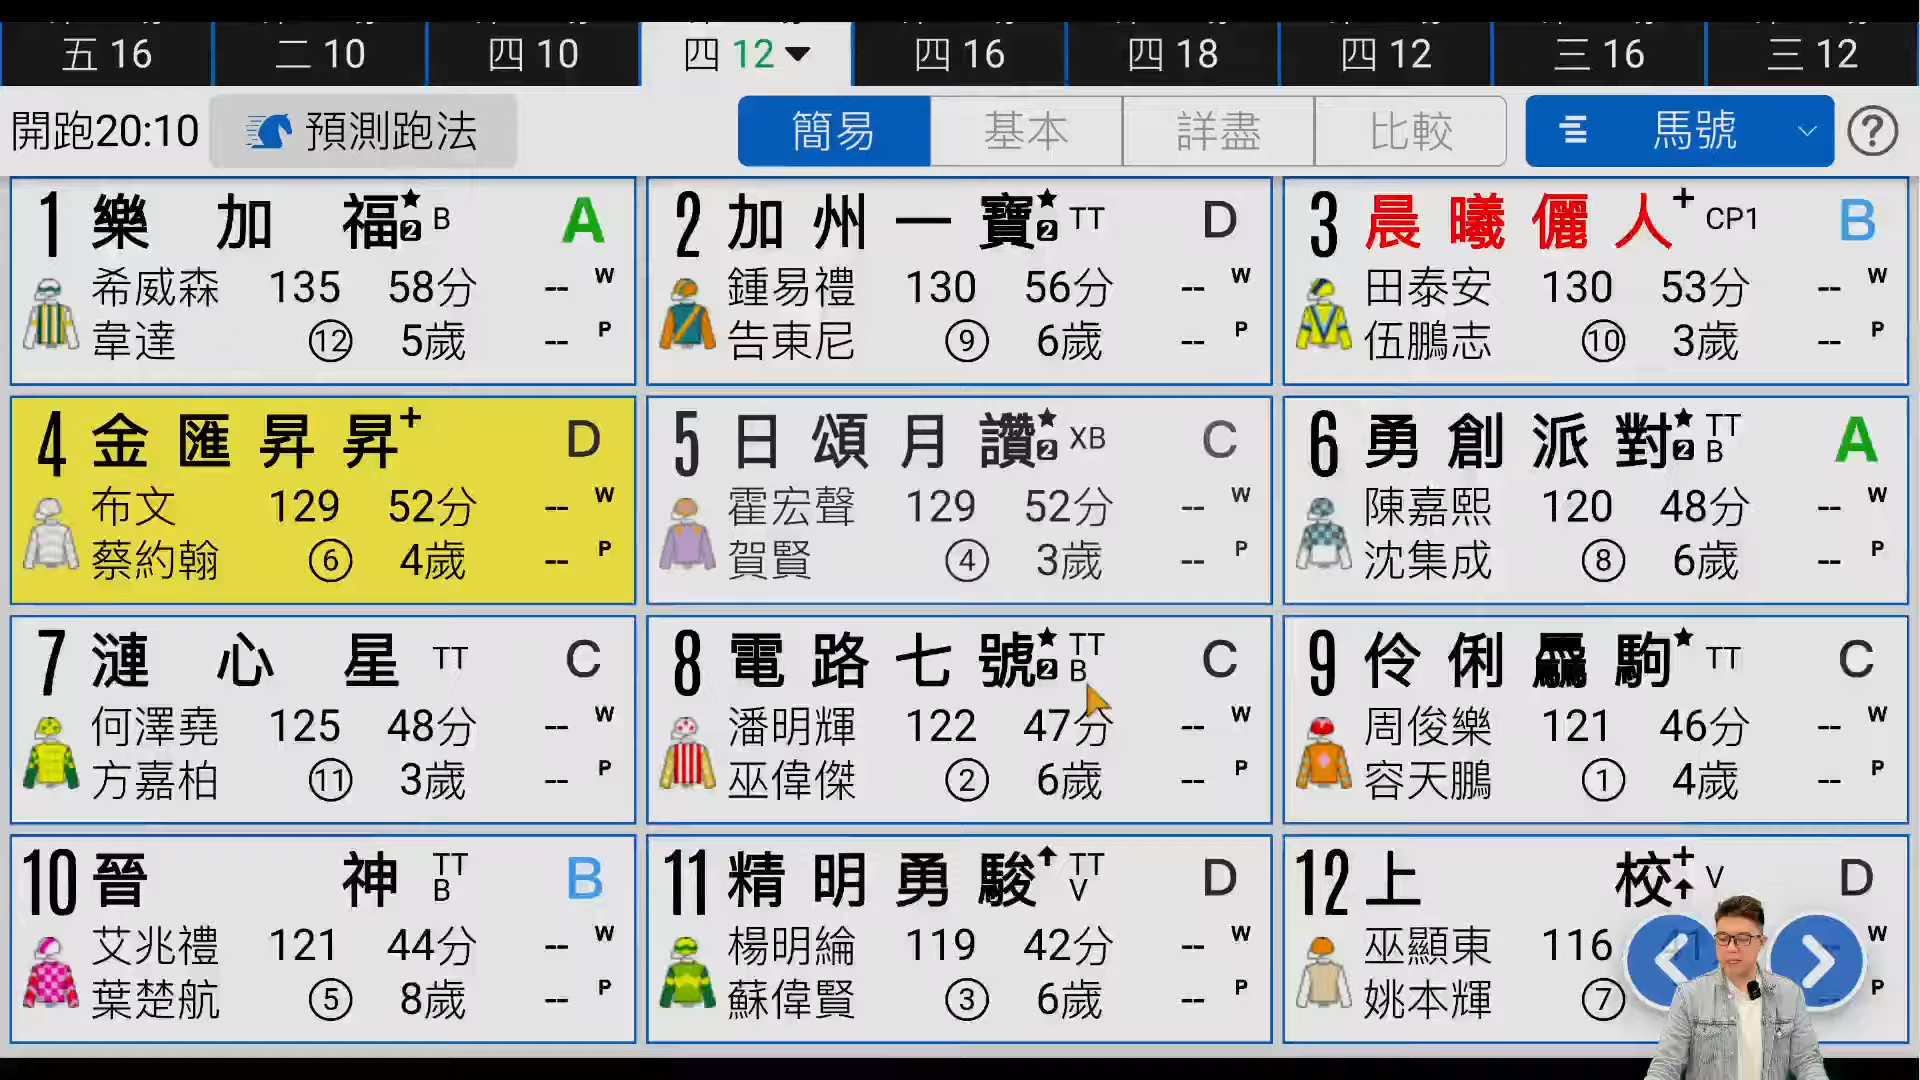 五 16
二 10
四 10
四 12
四 16
四 18
四 12
三 16
三 12
開跑20:10
預測跑法
簡易
基本
詳盡
比較
馬號
?
1 樂加福★2 B A
希威森 135 58分 -- W
韋達 12 5歲 -- P
2 加州一寶★2 TT D
鍾易禮 130 56分 -- W
告東尼 9 6歲 -- P
3 晨曦儷人+ CP1 B
田泰安 130 53分 -- W
伍鵬志 10 3歲 -- P
4 金匯昇昇+ D
布文 129 52分 -- W
蔡約翰 6 4歲 -- P
5 日頌月讚★2 XB C
霍宏聲 129 52分 -- W
賀賢 4 3歲 -- P
6 勇創派對★2 TT B A
陳嘉熙 120 48分 -- W
沈集成 8 6歲 -- P
7 漣心星 TT C
何澤堯 125 48分 -- W
方嘉柏 11 3歲 -- P
8 電路七號★2 TT B C
潘明輝 122 47分 -- W
巫偉傑 2 6歲 -- P
9 伶俐驫駒★ TT C
周俊樂 121 46分 -- W
容天鵬 1 4歲 -- P
10 晉神 TT B B
艾兆禮 121 44分 -- W
葉楚航 5 8歲 -- P
11 精明勇駿↑ TT V D
楊明綸 119 42分 -- W
蘇偉賢 3 6歲 -- P
12 上校+↑ V D
巫顯東 116 W
姚本輝 7 P